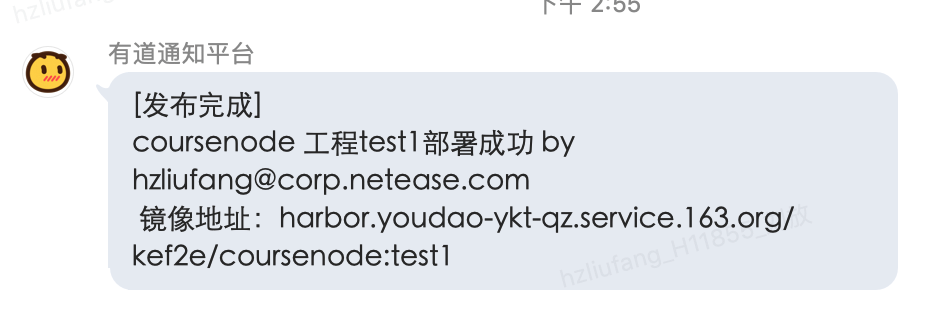 hzliufang
下午 2:55
有道通知平台
[发布完成]
coursenode 工程test1部署成功 by
hzliufang@corp.netease.com
镜像地址：harbor.youdao-ykt-qz.service.163.org/
kef2e/coursenode:test1